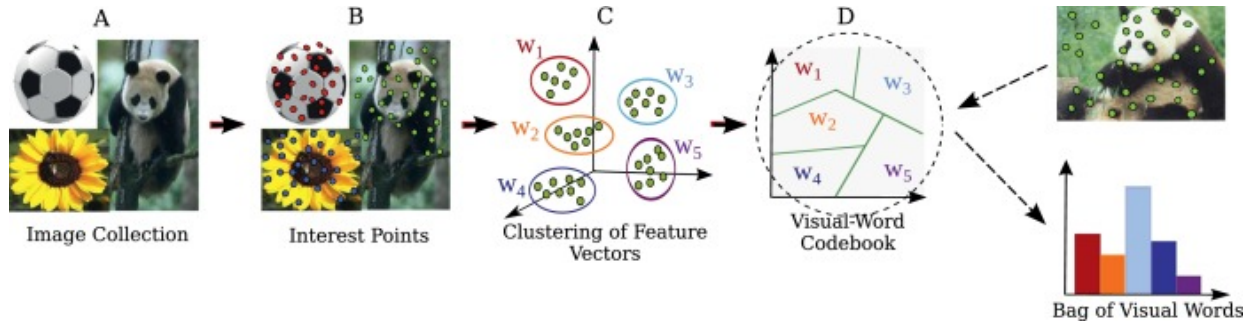 A
B
C
D
w1
w2
w3
w4
w5
w1
w2
w3
w4
w5
Image Collection
Interest Points
Clustering of Feature
Vectors
Visual-Word
Codebook
Bag of Visual Words